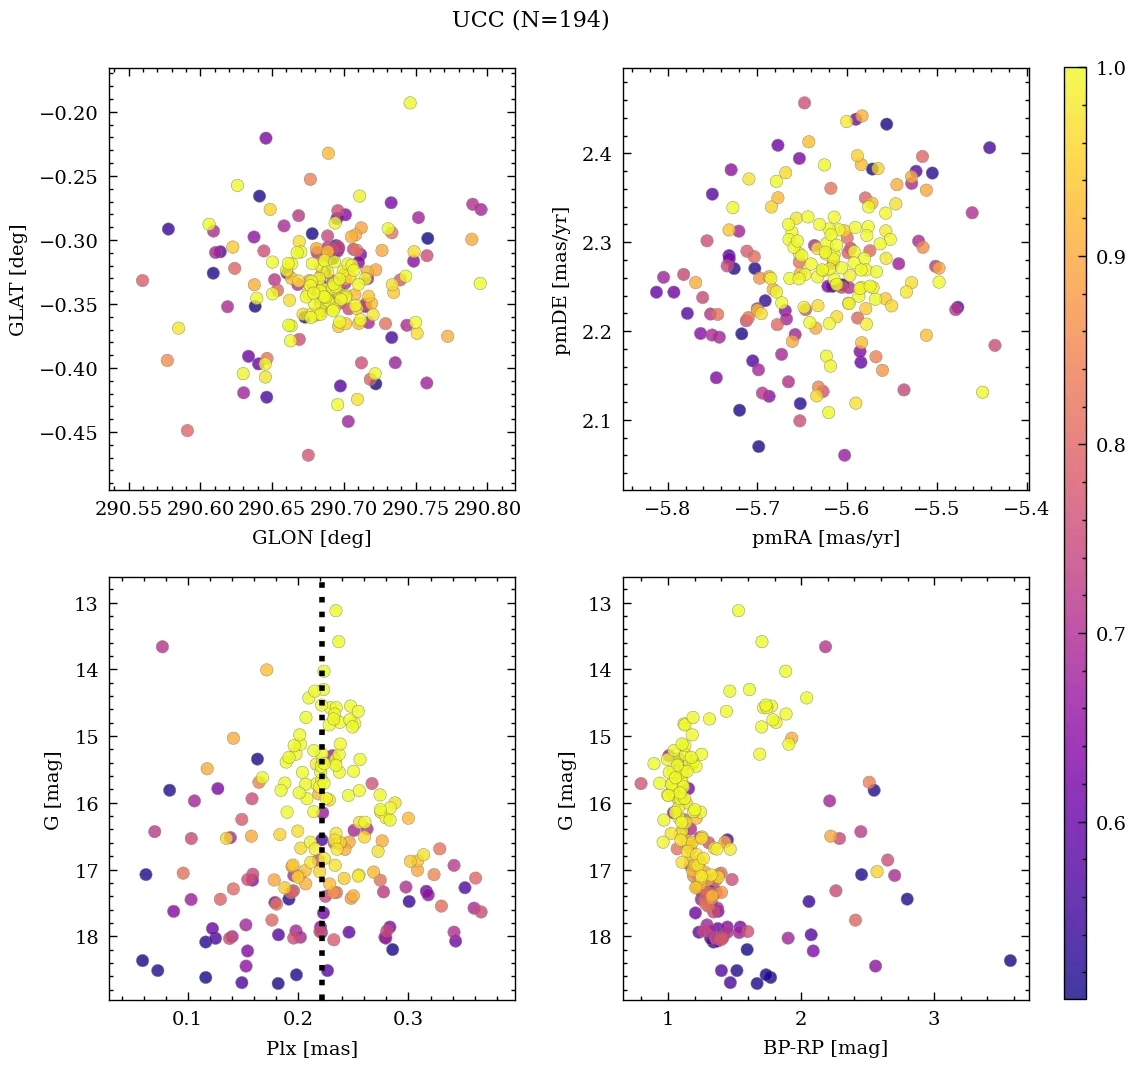 UCC (N=194)
−0.20
−0.25
−0.30
−0.35
−0.40
−0.45
GLAT [deg]
290.55 290.60 290.65 290.70 290.75 290.80
GLON [deg]
2.4
2.3
2.2
2.1
pmDE [mas/yr]
−5.8 −5.7 −5.6 −5.5 −5.4
pmRA [mas/yr]
1.0
0.9
0.8
0.7
0.6
13
14
15
16
17
18
G [mag]
0.1 0.2 0.3
Plx [mas]
13
14
15
16
17
18
G [mag]
1 2 3
BP-RP [mag]